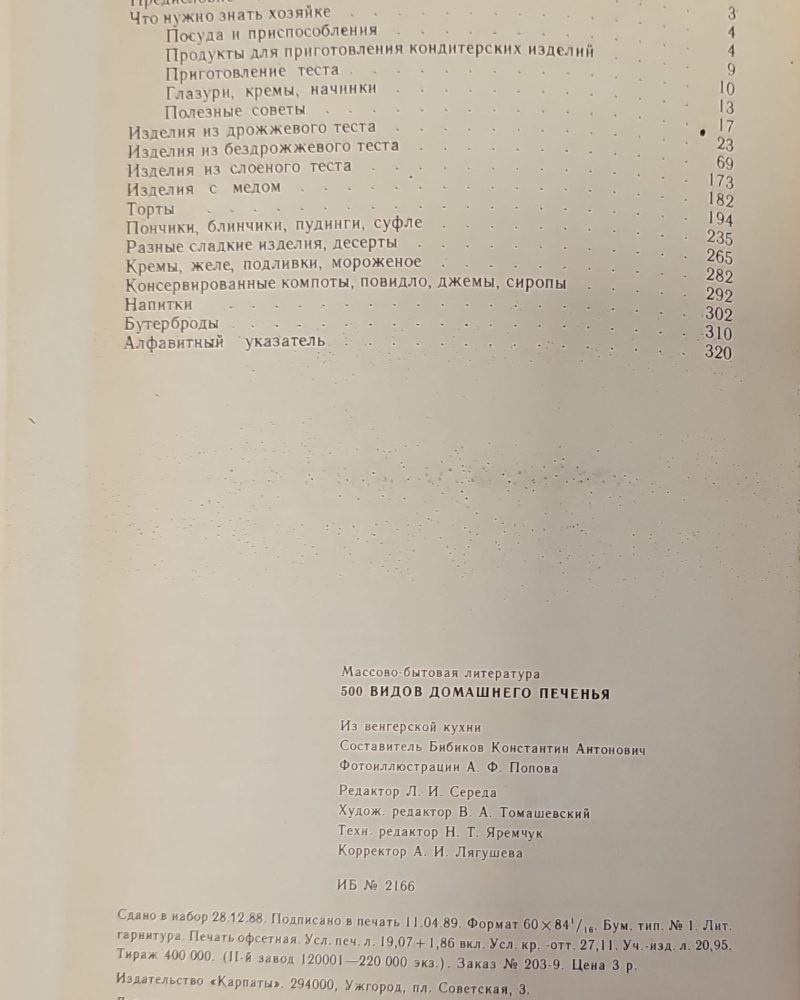 Предисловие 3
Что нужно знать хозяйке . . . 4
Посуда и приспособления . . . 4
Продукты для приготовления кондитерских изделий . . . 9
Приготовление теста . . . 10
Глазури, кремы, начинки . . . 13
Полезные советы . . . 17
Изделия из дрожжевого теста . . . 23
Изделия из бездрожжевого теста . . . 69
Изделия из слоеного теста . . . 173
Изделия с медом . . . 182
Торты . . . 194
Пончики, блинчики, пудинги, суфле . . . 235
Разные сладкие изделия, десерты . . . 265
Кремы, желе, подливки, мороженое . . . 282
Консервированные компоты, повидло, джемы, сиропы . . . 292
Напитки . . . 302
Бутерброды . . . 310
Алфавитный указатель . . . 320
Массово-бытовая литература
500 ВИДОВ ДОМАШНЕГО ПЕЧЕНЬЯ
Из венгерской кухни
Составитель Бибиков Константин Антонович
Фотоиллюстрации А. Ф. Попова
Редактор Л. И. Середа
Худож. редактор В. А. Томашевский
Техн. редактор Н. Т. Яремчук
Корректор А. И. Лягушева
ИБ № 2166
Сдано в набор 28.12.88. Подписано в печать 11.04.89. Формат 60×84¹/₁₆. Бум. тип. № 1. Лит.
гарнитура. Печать офсетная. Усл. печ. л. 19,07+1,86 вкл. Усл. кр.-отт. 27,11. Уч.-изд. л. 20,95.
Тираж 400 000. (II-й завод 120001—220 000 экз.). Заказ № 203-9. Цена 3 р.
Издательство «Карпаты». 294000, Ужгород, пл. Советская, 3.